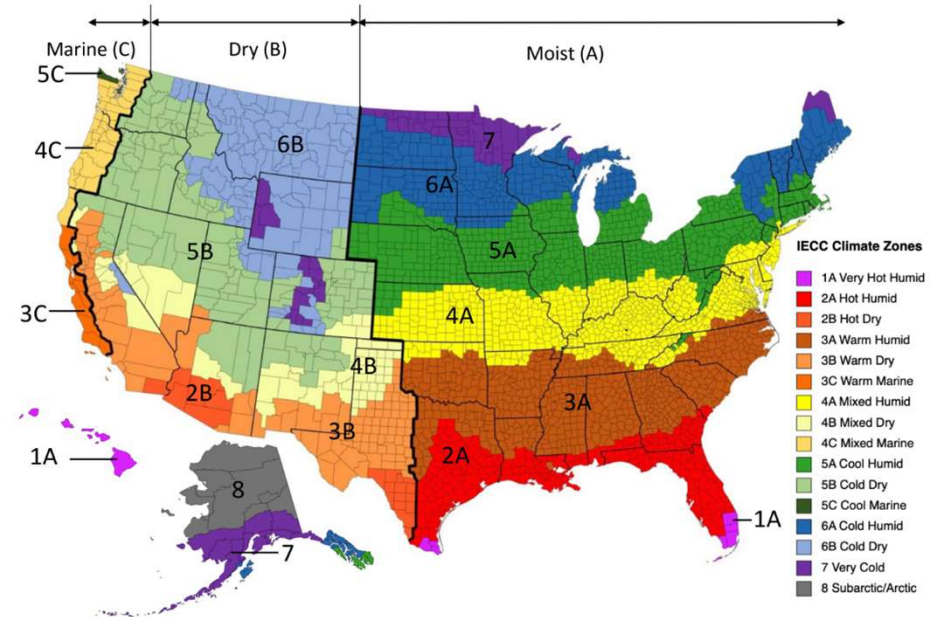 Marine (C)
Dry (B)
Moist (A)
5C
4C
6B
7
6A
5B
5A
3C
4A
4B
2B
3A
3B
2A
1A
8
1A
7
IECC Climate Zones
1A Very Hot Humid
2A Hot Humid
2B Hot Dry
3A Warm Humid
3B Warm Dry
3C Warm Marine
4A Mixed Humid
4B Mixed Dry
4C Mixed Marine
5A Cool Humid
5B Cold Dry
5C Cool Marine
6A Cold Humid
6B Cold Dry
7 Very Cold
8 Subarctic/Arctic